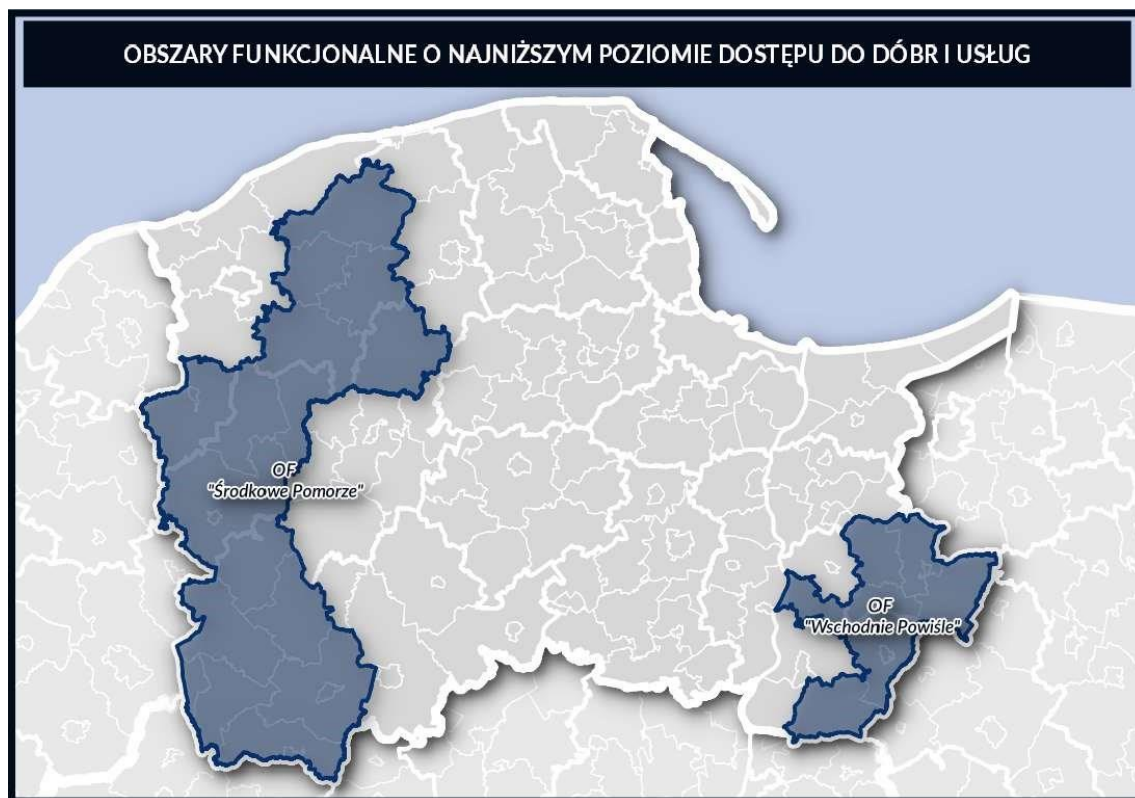 OBSZARY FUNKCJONALNE O NAJNIŻSZYM POZIOMIE DOSTĘPU DO DÓBR I USŁUG
OF
"Środkowe Pomorze"
OF
"Wschodnie Powiśle"